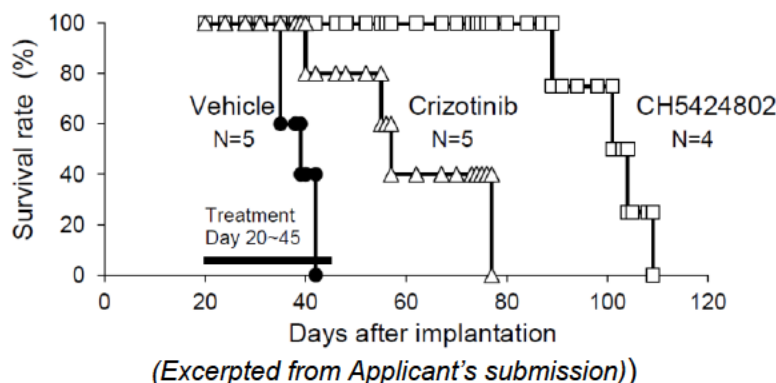 Survival rate (%)
100
80
60
40
20
0
Vehicle
N=5
Crizotinib
N=5
CH5424802
N=4
Treatment
Day 20~45
0 20 40 60 80 100 120
Days after implantation
(Excerpted from Applicant's submission))